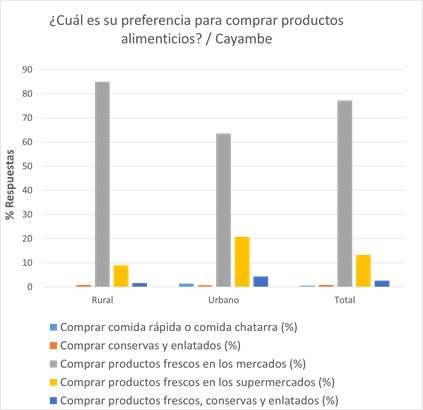 ¿Cuál es su preferencia para comprar productos
alimenticios? / Cayambe
% Respuestas
90
80
70
60
50
40
30
20
10
0
Rural Urbano Total
Comprar comida rápida o comida chatarra (%)
Comprar conservas y enlatados (%)
Comprar productos frescos en los mercados (%)
Comprar productos frescos en los supermercados (%)
Comprar productos frescos, conservas y enlatados (%)